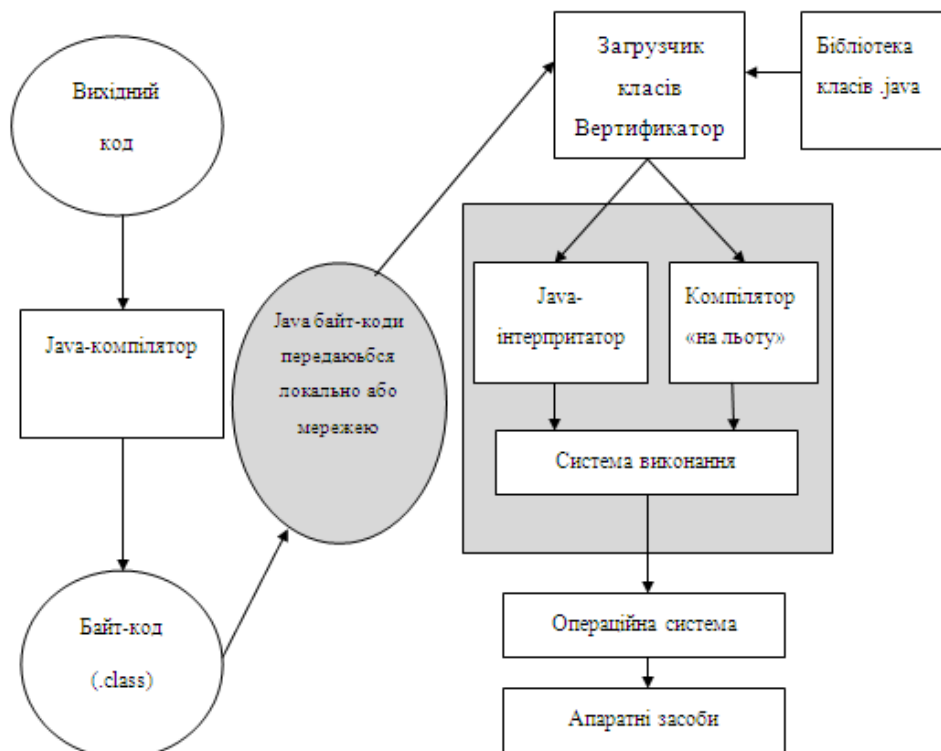 Вихідний
код
Java-компілятор
Байт-код
(.class)
Java байт-коди
передаюьбся
локально або
мережею
Загрузчик
класів
Вертификатор
Бібліотека
класів .java
Java-
інтерпритатор
Компілятор
«на льоту»
Система виконання
Операційна система
Апаратні засоби